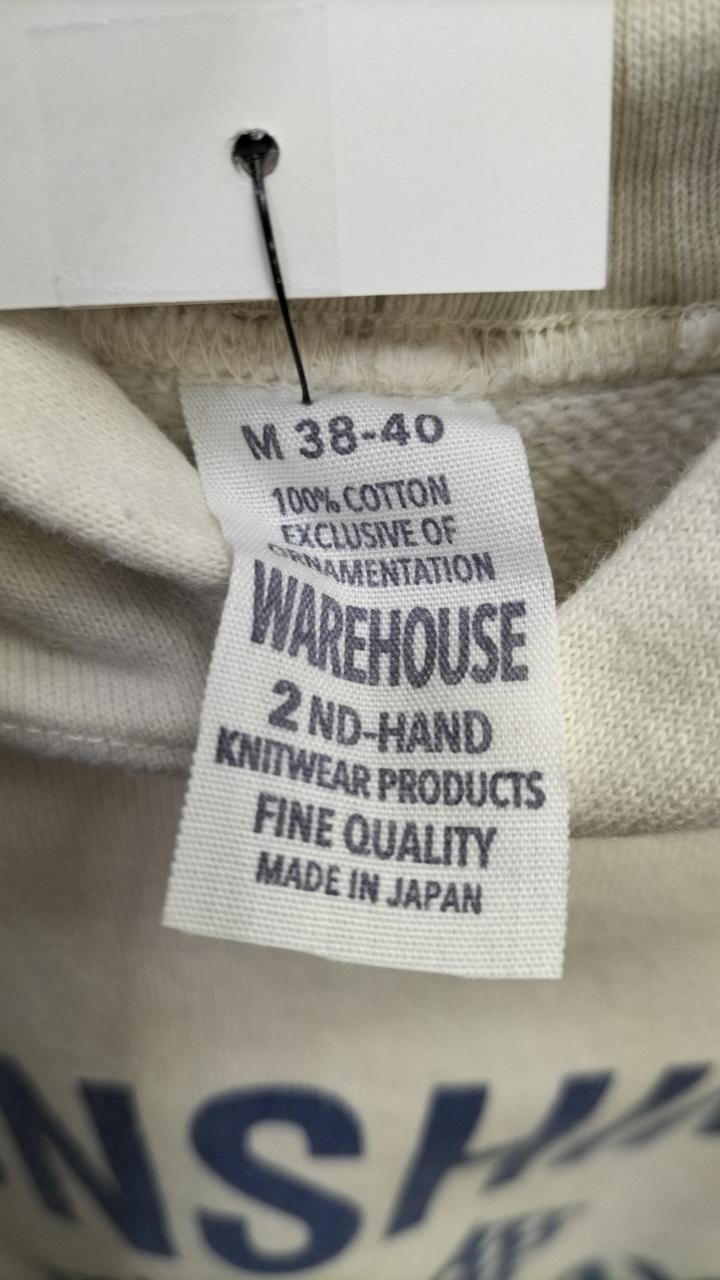 M 38-40
100% COTTON
EXCLUSIVE OF
ORNAMENTATION
WAREHOUSE
2 ND-HAND
KNITWEAR PRODUCTS
FINE QUALITY
MADE IN JAPAN